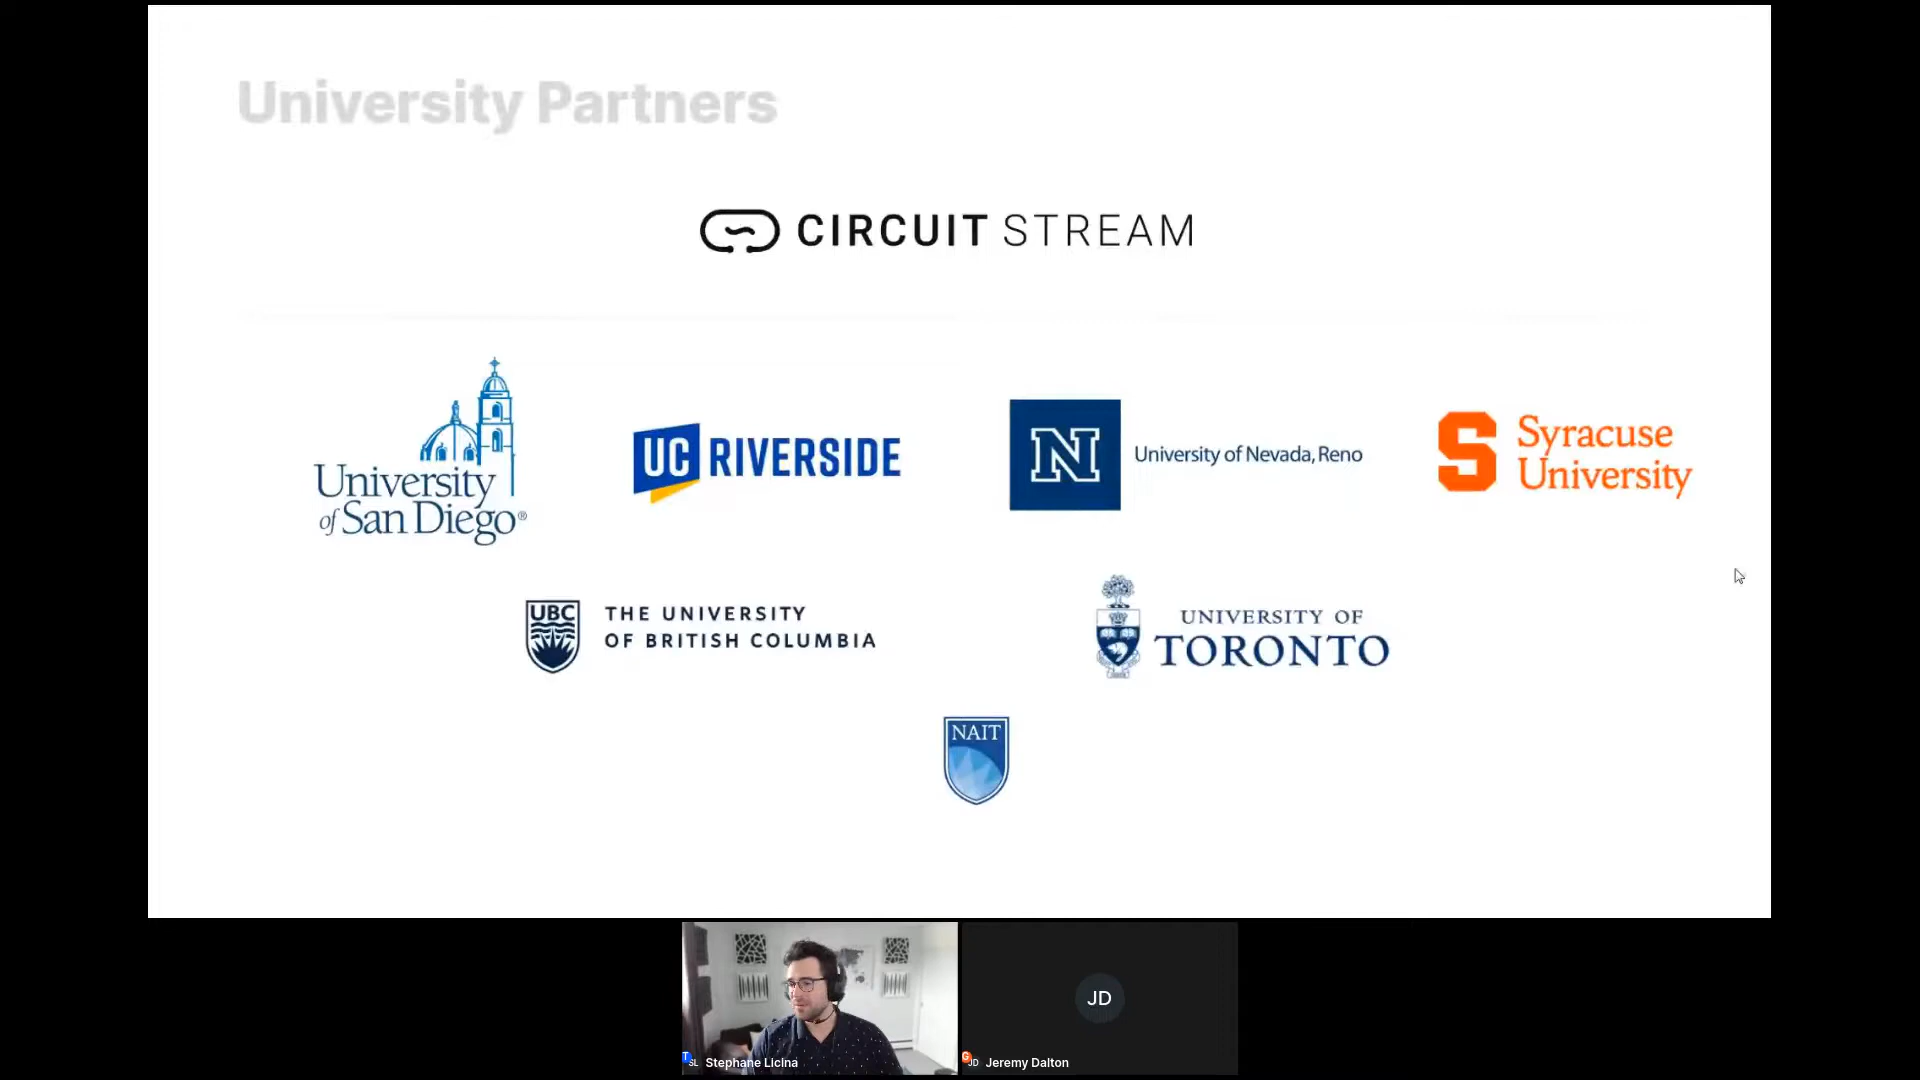 University Partners
CIRCUIT STREAM
University
of San Diego®
UC RIVERSIDE
N
University of Nevada, Reno
S
Syracuse
University
UBC
THE UNIVERSITY
OF BRITISH COLUMBIA
UNIVERSITY OF
TORONTO
NAIT
JD
T
SL
Stephane Licina
G
JD
Jeremy Dalton